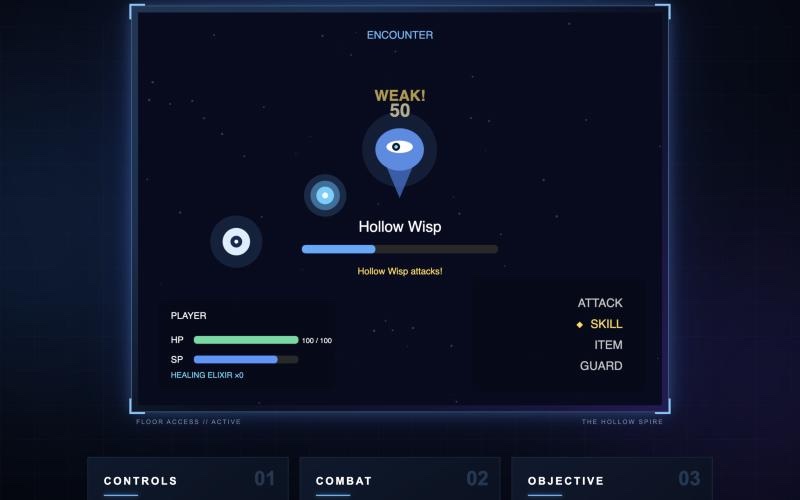 ENCOUNTER
WEAK!
50
Hollow Wisp
Hollow Wisp attacks!
PLAYER
HP 100 / 100
SP
HEALING ELIXIR ×0
ATTACK
SKILL
ITEM
GUARD
FLOOR ACCESS // ACTIVE
THE HOLLOW SPIRE
CONTROLS 01
COMBAT 02
OBJECTIVE 03